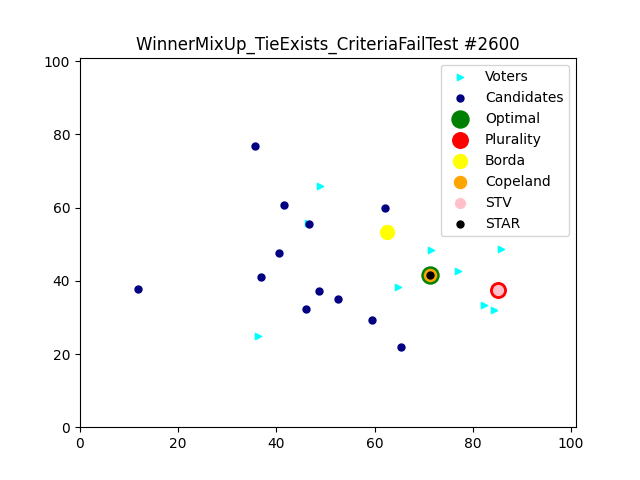 WinnerMixUp_TieExists_CriteriaFailTest #2600
Voters
Candidates
Optimal
Plurality
Borda
Copeland
STV
STAR
100
80
60
40
20
0
0 20 40 60 80 100